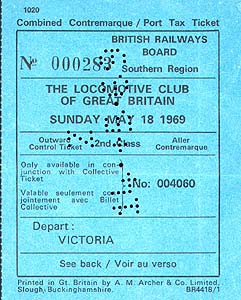 1020
Combined Contremarque / Port Tax Ticket
BRITISH RAILWAYS
BOARD
No 000283
Southern Region
THE LOCOMOTIVE CLUB
OF GREAT BRITAIN
SUNDAY MAY 18 1969
Outward Control Ticket 2nd Class Aller Contremarque
Only available in con-
junction with Collective
Ticket
No: 004060
Valable seulement con-
jointement avec Billet
Collective
Depart :
VICTORIA
See back / Voir au verso
Printed in Gt. Britain by A. M. Archer & Co. Limited,
Slough, Buckinghamshire. BR4418/1